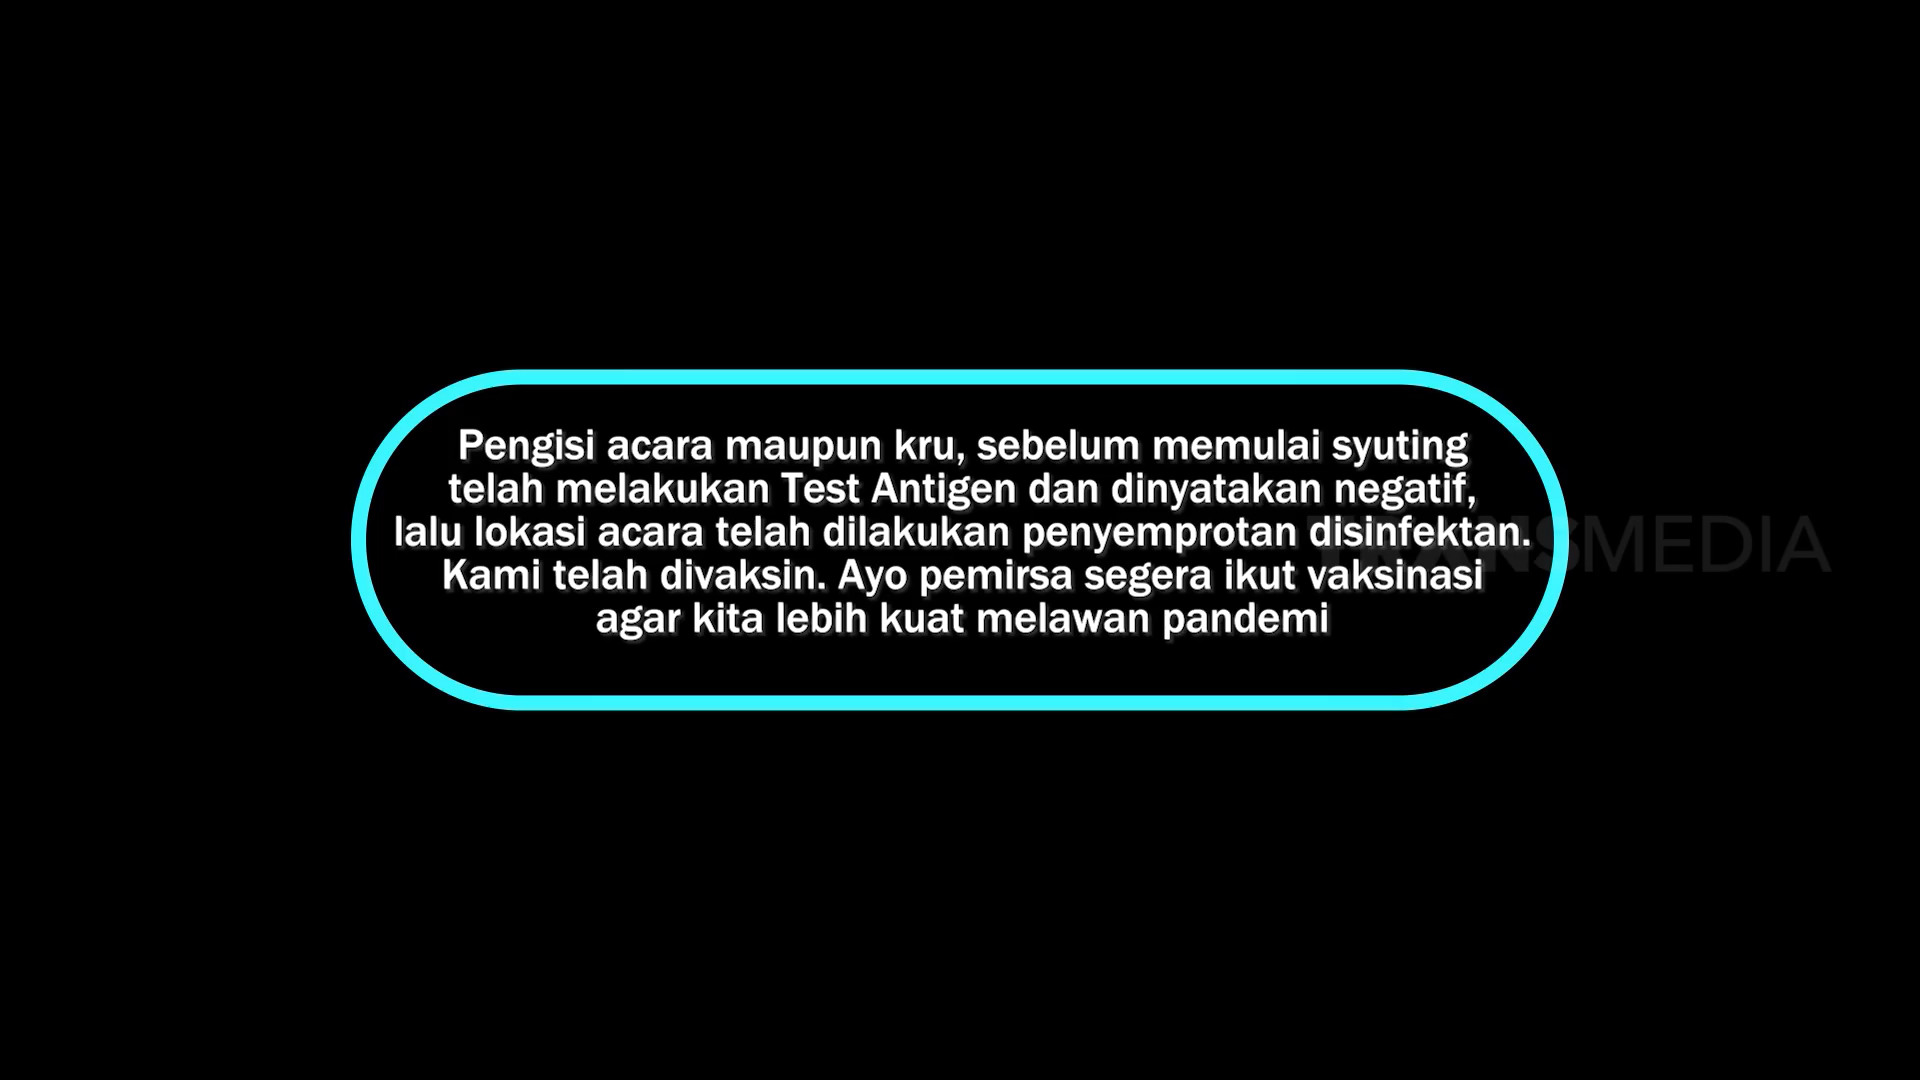 Pengisi acara maupun kru, sebelum memulai syuting
telah melakukan Test Antigen dan dinyatakan negatif,
lalu lokasi acara telah dilakukan penyemprotan disinfektan.
Kami telah divaksin. Ayo pemirsa segera ikut vaksinasi
agar kita lebih kuat melawan pandemi
TRANSMEDIA